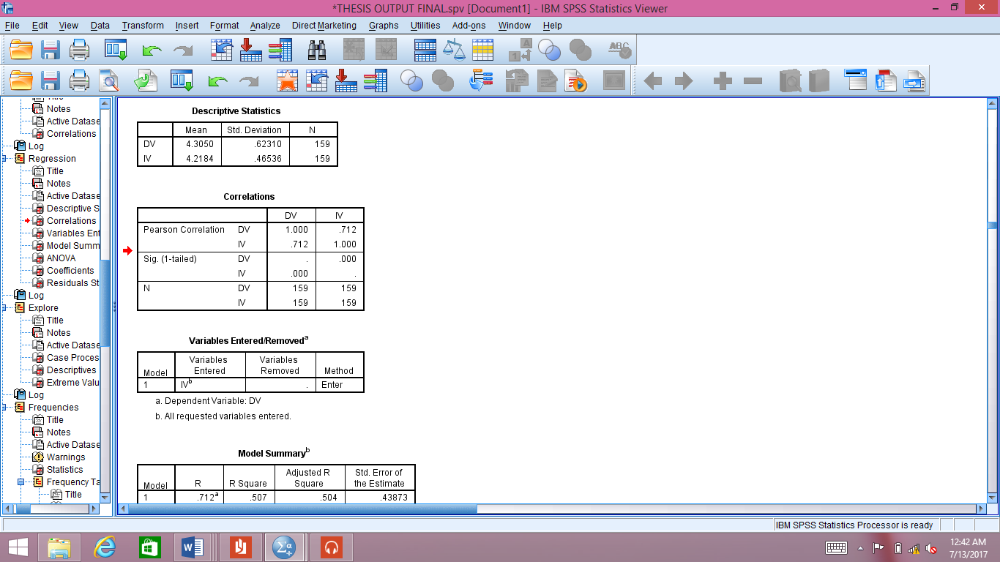 *THESIS OUTPUT FINAL.spv [Document1] - IBM SPSS Statistics Viewer
File Edit View Data Transform Insert Format Analyze Direct Marketing Graphs Utilities Add-ons Window Help
Notes
Active Datase
Correlations
Log
Regression
Title
Notes
Active Datase
Descriptive S
Correlations
Variables Ent
Model Summ
ANOVA
Coefficients
Residuals St
Log
Explore
Title
Notes
Active Datase
Case Proces
Descriptives
Extreme Valu
Log
Frequencies
Title
Notes
Active Datase
Warnings
Statistics
Frequency Ta
Title
Descriptive Statistics
Mean Std. Deviation N
DV 4.3050 .62310 159
IV 4.2184 .46536 159
Correlations
DV IV
Pearson Correlation DV 1.000 .712
IV .712 1.000
Sig. (1-tailed) DV . .000
IV .000 .
N DV 159 159
IV 159 159
Variables Entered/Removedᵃ
Variables Variables
Model Entered Removed Method
1 IVᵇ . Enter
a. Dependent Variable: DV
b. All requested variables entered.
Model Summaryᵇ
Adjusted R Std. Error of
Model R R Square Square the Estimate
1 .712ᵃ .507 .504 .43873
IBM SPSS Statistics Processor is ready
12:42 AM
7/13/2017